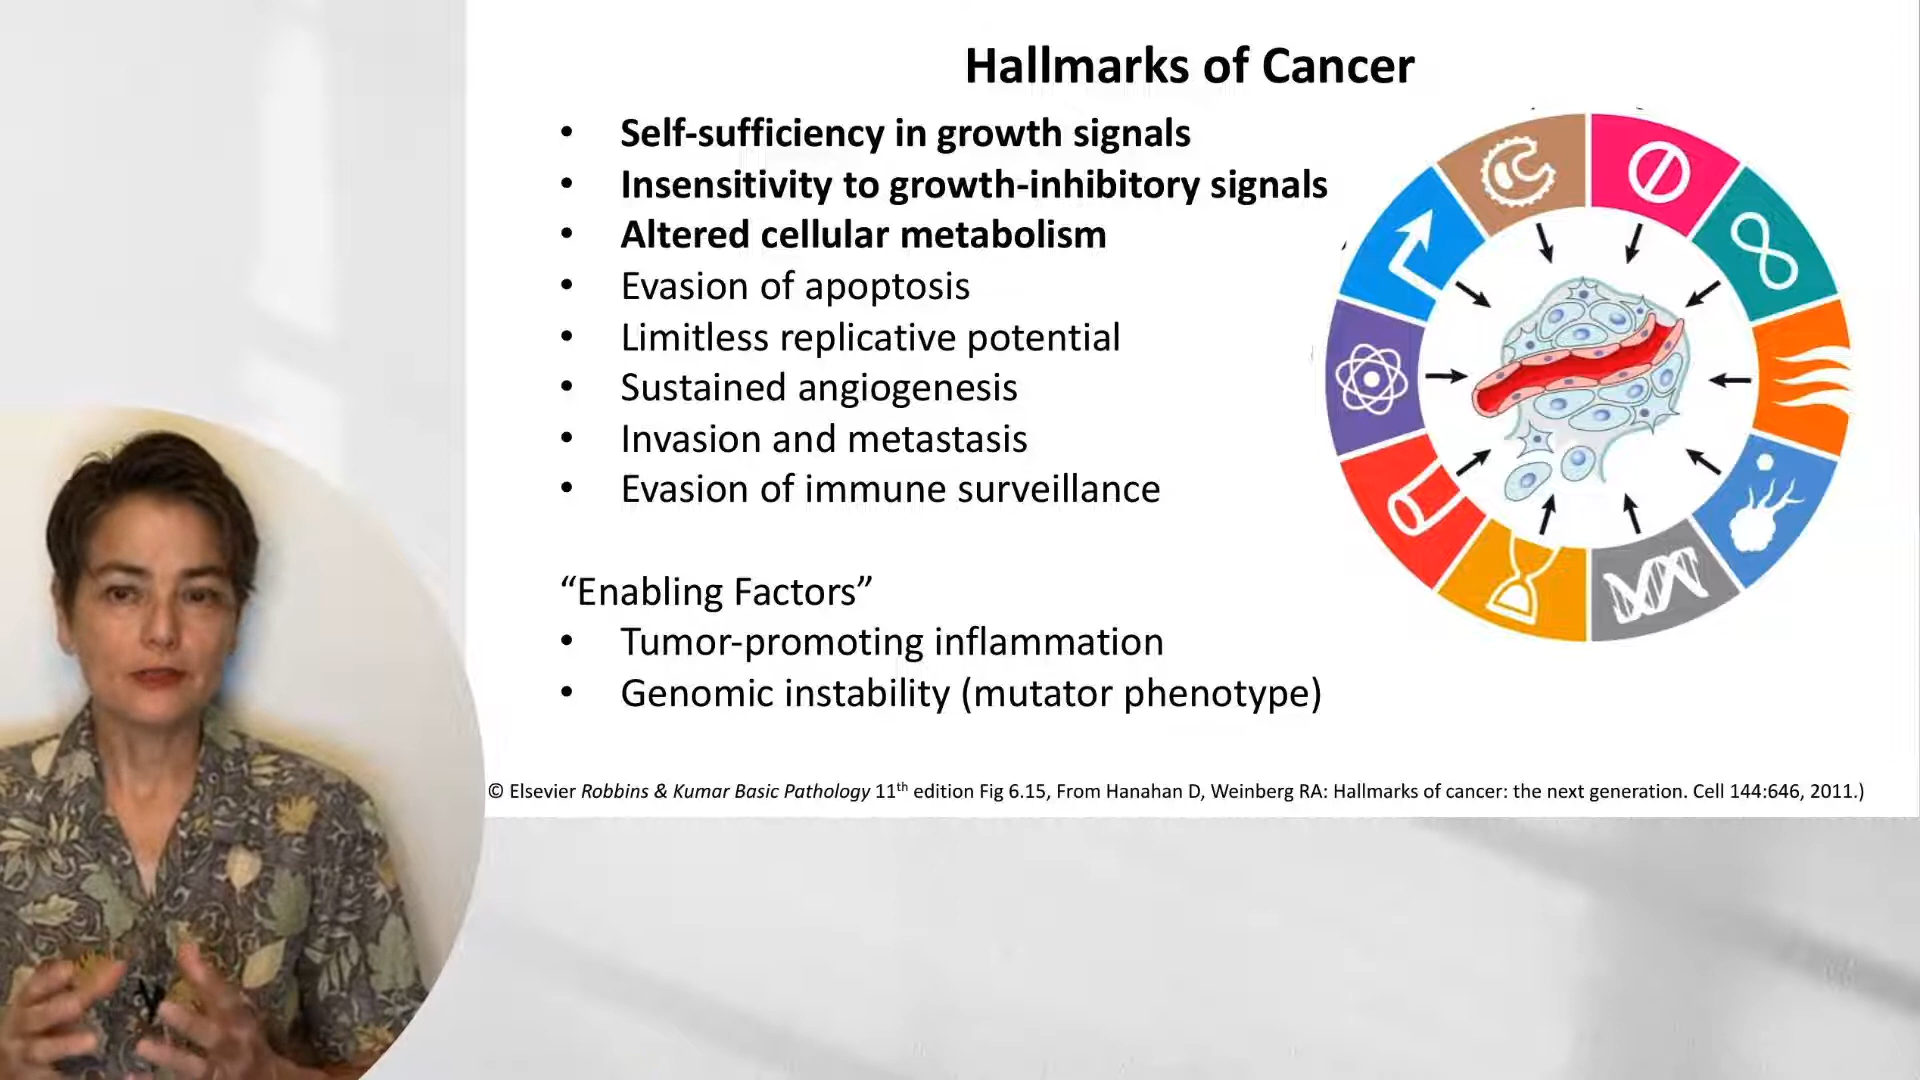 Hallmarks of Cancer
• Self-sufficiency in growth signals
• Insensitivity to growth-inhibitory signals
• Altered cellular metabolism
• Evasion of apoptosis
• Limitless replicative potential
• Sustained angiogenesis
• Invasion and metastasis
• Evasion of immune surveillance
“Enabling Factors”
• Tumor-promoting inflammation
• Genomic instability (mutator phenotype)
© Elsevier Robbins & Kumar Basic Pathology 11th edition Fig 6.15, From Hanahan D, Weinberg RA: Hallmarks of cancer: the next generation. Cell 144:646, 2011.)